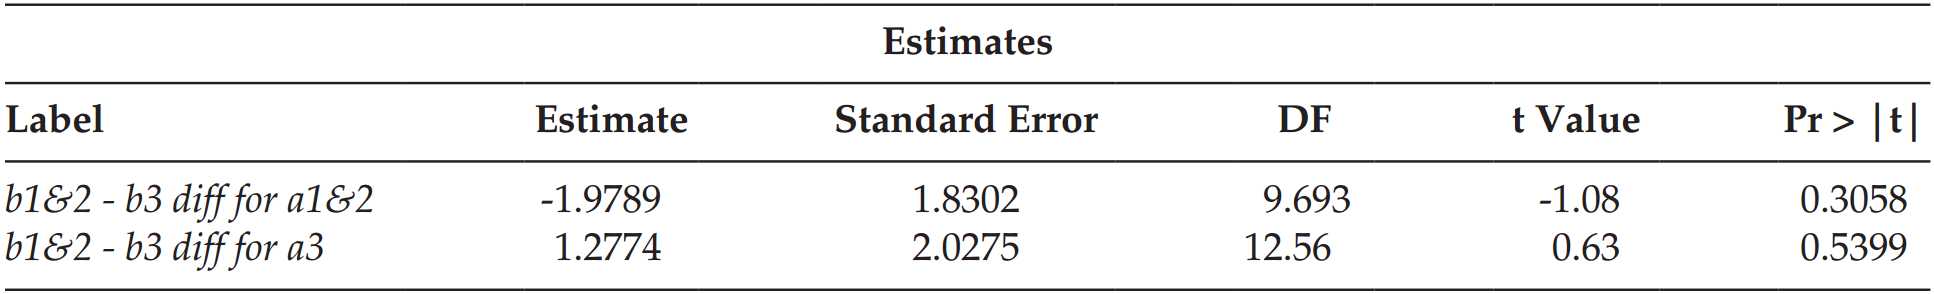 Estimates
Label Estimate Standard Error DF t Value Pr > |t|
b1&2 - b3 diff for a1&2 -1.9789 1.8302 9.693 -1.08 0.3058
b1&2 - b3 diff for a3 1.2774 2.0275 12.56 0.63 0.5399